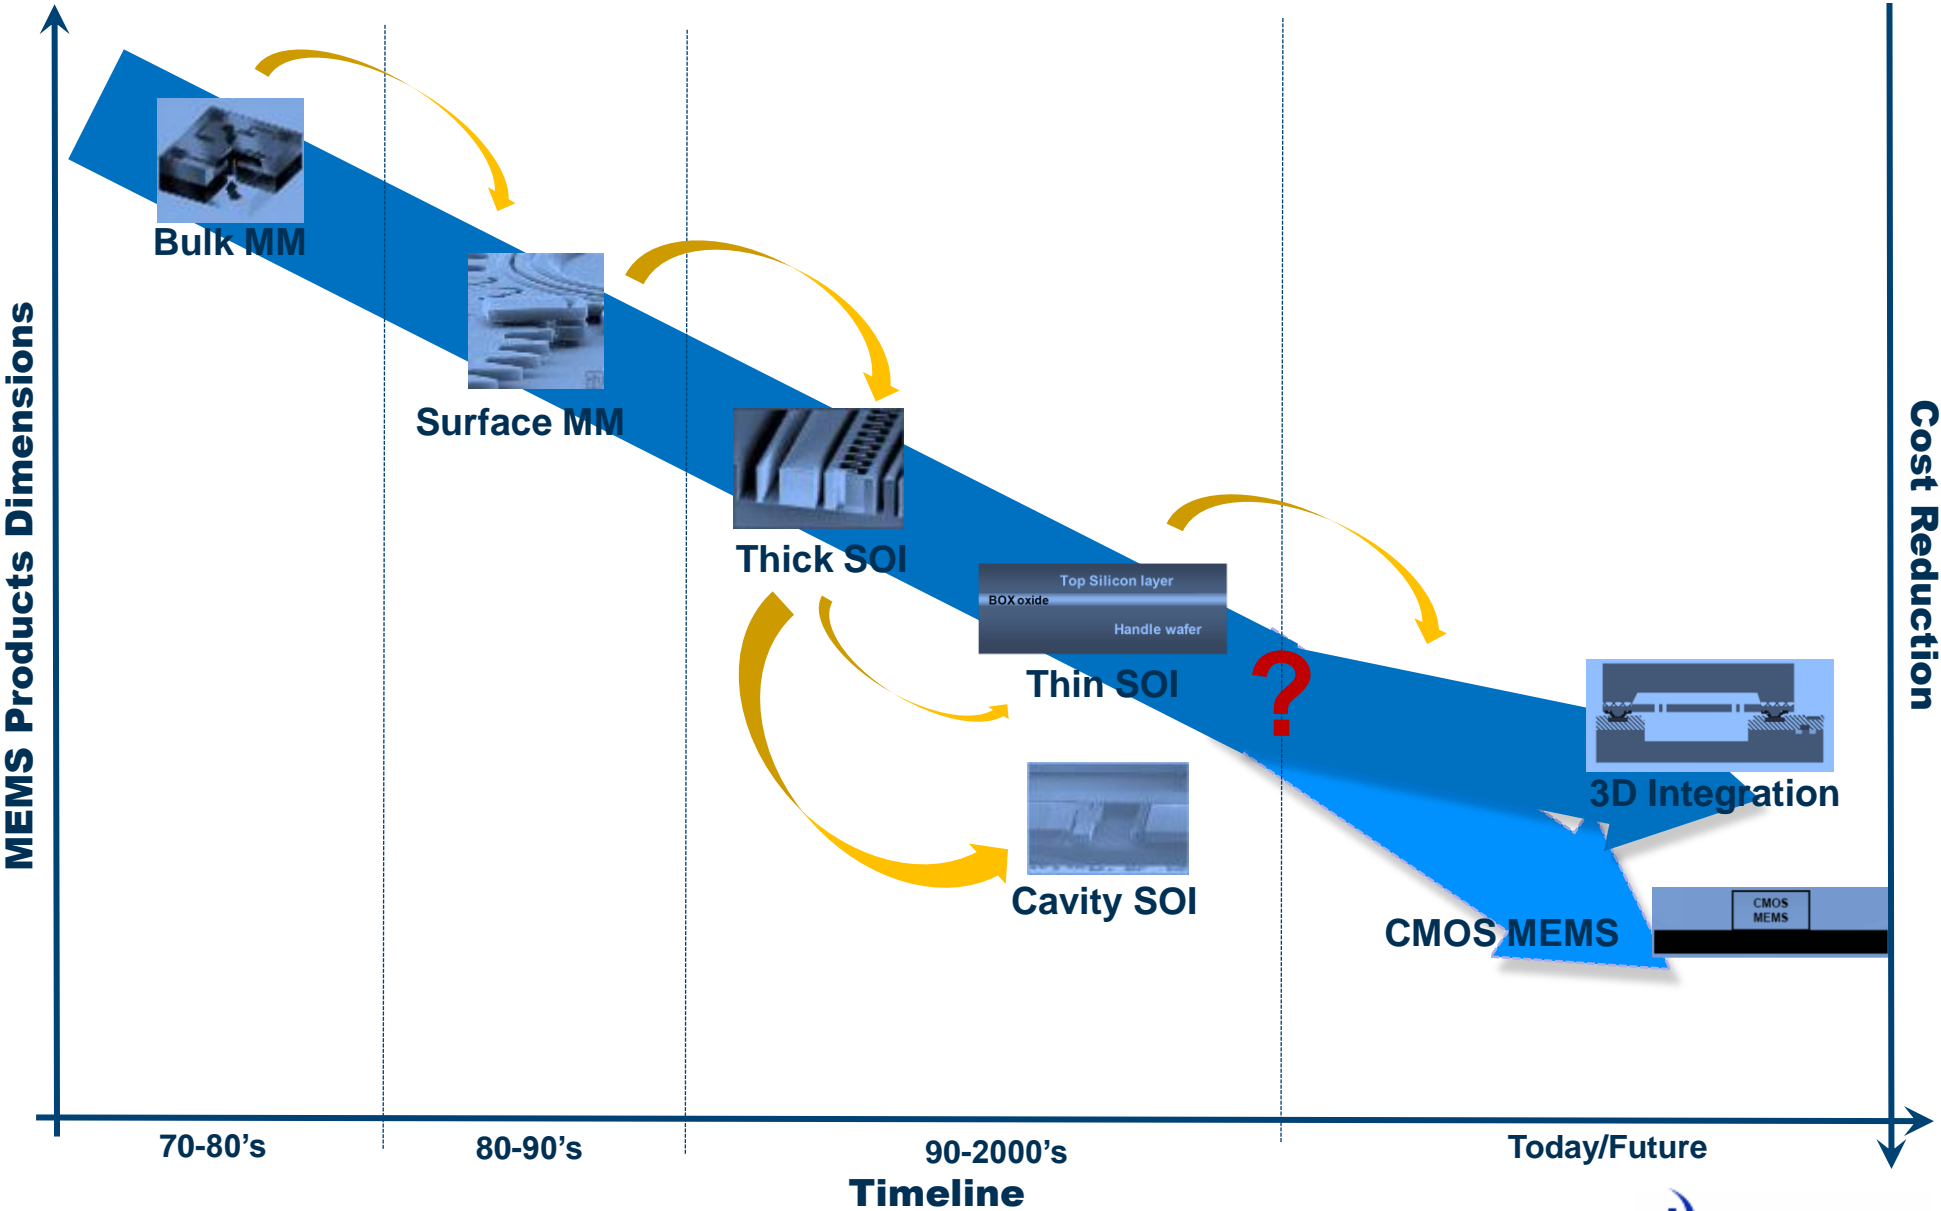 Bulk MM
Surface MM
Thick SOI
Top Silicon layer
BOX oxide
Handle wafer
Thin SOI
?
3D Integration
Cavity SOI
CMOS MEMS
CMOS
MEMS
MEMS Products Dimensions
Cost Reduction
70-80’s
80-90’s
90-2000’s
Today/Future
Timeline